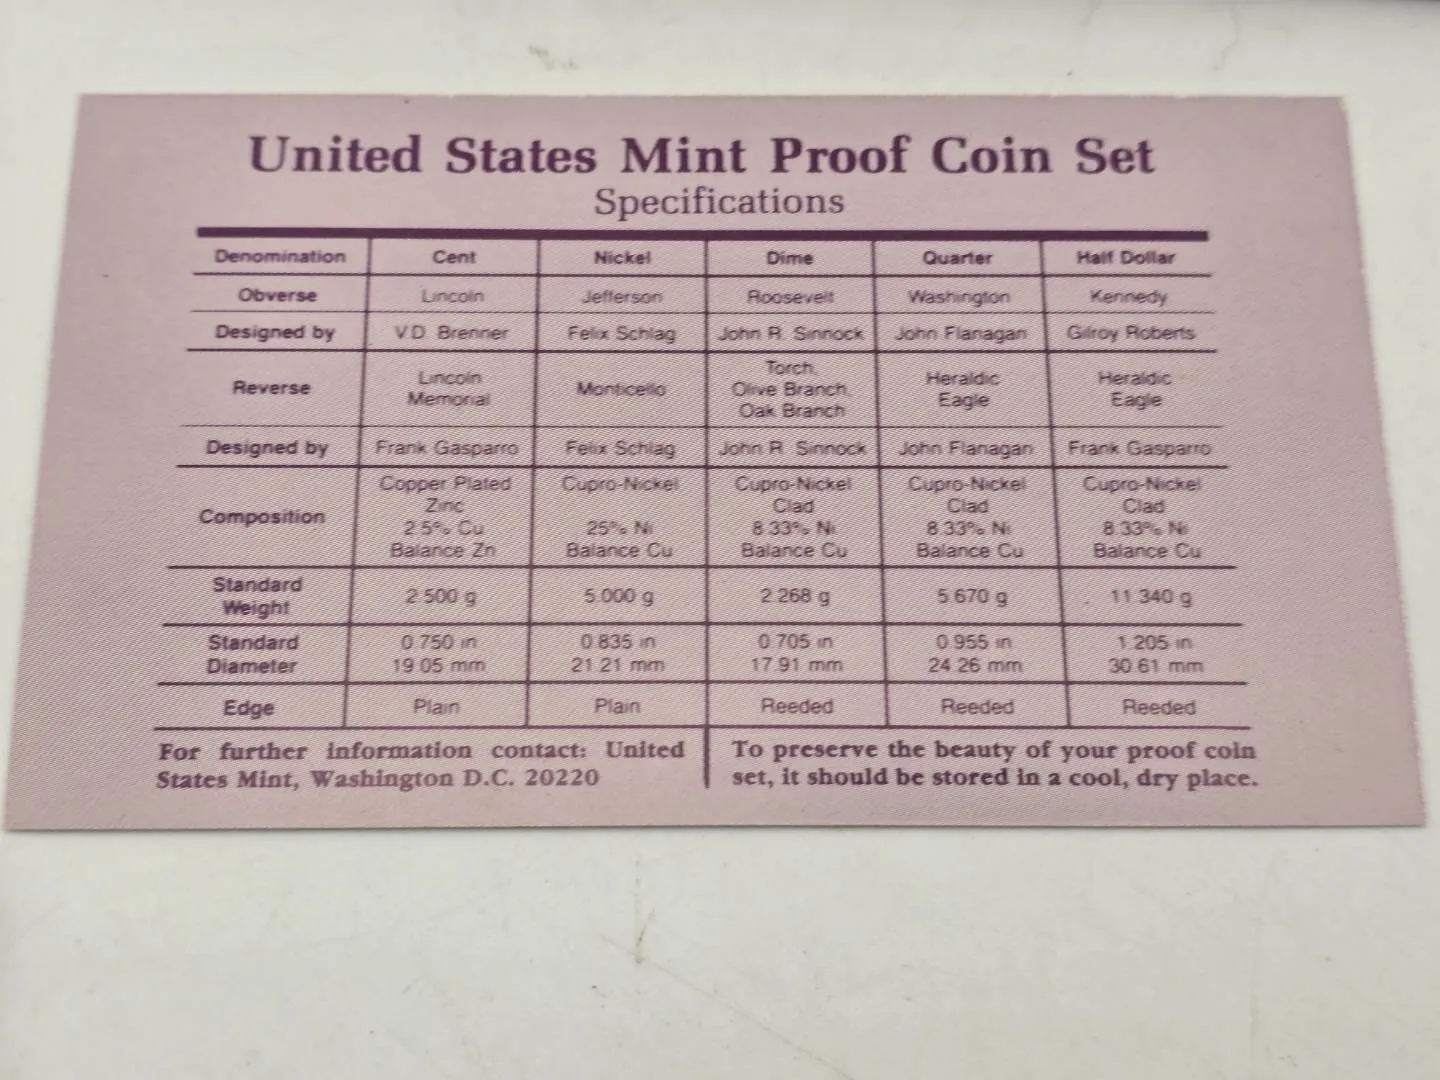 United States Mint Proof Coin Set
Specifications
Denomination Cent Nickel Dime Quarter Half Dollar
Obverse Lincoln Jefferson Roosevelt Washington Kennedy
Designed by V.D. Brenner Felix Schlag John R. Sinnock John Flanagan Gilroy Roberts
Reverse Lincoln Memorial Monticello Torch, Olive Branch, Oak Branch Heraldic Eagle Heraldic Eagle
Designed by Frank Gasparro Felix Schlag John R. Sinnock John Flanagan Frank Gasparro
Composition Copper Plated Zinc 2.5% Cu Balance Zn Cupro-Nickel 25% Ni Balance Cu Cupro-Nickel Clad 8.33% Ni Balance Cu Cupro-Nickel Clad 8.33% Ni Balance Cu Cupro-Nickel Clad 8.33% Ni Balance Cu
Standard Weight 2.500 g 5.000 g 2.268 g 5.670 g 11.340 g
Standard Diameter 0.750 in 19.05 mm 0.835 in 21.21 mm 0.705 in 17.91 mm 0.955 in 24.26 mm 1.205 in 30.61 mm
Edge Plain Plain Reeded Reeded Reeded
For further information contact: United
States Mint, Washington D.C. 20220
To preserve the beauty of your proof coin
set, it should be stored in a cool, dry place.